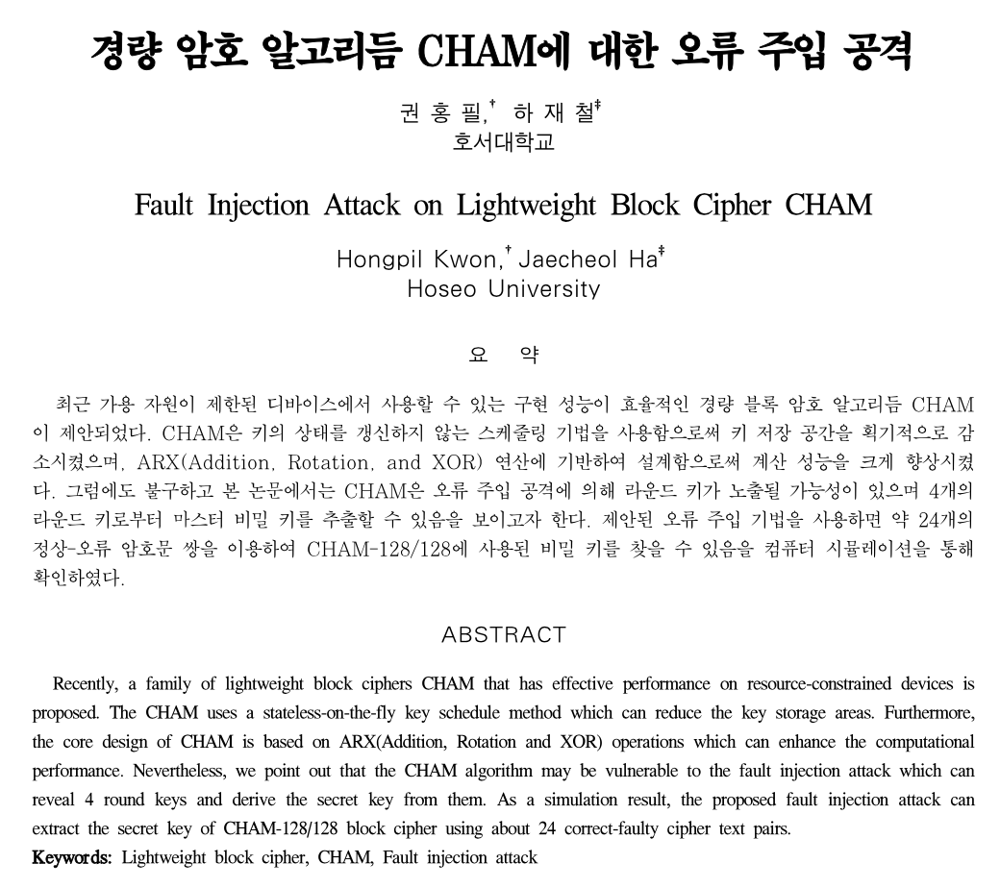 경량 암호 알고리듬 CHAM에 대한 오류 주입 공격
권 홍 필,† 하 재 철‡
호서대학교
Fault Injection Attack on Lightweight Block Cipher CHAM
Hongpil Kwon,† Jaecheol Ha‡
Hoseo University
요 약
최근 가용 자원이 제한된 디바이스에서 사용할 수 있는 구현 성능이 효율적인 경량 블록 암호 알고리듬 CHAM
이 제안되었다. CHAM은 키의 상태를 갱신하지 않는 스케줄링 기법을 사용함으로써 키 저장 공간을 획기적으로 감
소시켰으며, ARX(Addition, Rotation, and XOR) 연산에 기반하여 설계함으로써 계산 성능을 크게 향상시켰
다. 그럼에도 불구하고 본 논문에서는 CHAM은 오류 주입 공격에 의해 라운드 키가 노출될 가능성이 있으며 4개의
라운드 키로부터 마스터 비밀 키를 추출할 수 있음을 보이고자 한다. 제안된 오류 주입 기법을 사용하면 약 24개의
정상-오류 암호문 쌍을 이용하여 CHAM-128/128에 사용된 비밀 키를 찾을 수 있음을 컴퓨터 시뮬레이션을 통해
확인하였다.
ABSTRACT
Recently, a family of lightweight block ciphers CHAM that has effective performance on resource-constrained devices is
proposed. The CHAM uses a stateless-on-the-fly key schedule method which can reduce the key storage areas. Furthermore,
the core design of CHAM is based on ARX(Addition, Rotation and XOR) operations which can enhance the computational
performance. Nevertheless, we point out that the CHAM algorithm may be vulnerable to the fault injection attack which can
reveal 4 round keys and derive the secret key from them. As a simulation result, the proposed fault injection attack can
extract the secret key of CHAM-128/128 block cipher using about 24 correct-faulty cipher text pairs.
Keywords: Lightweight block cipher, CHAM, Fault injection attack